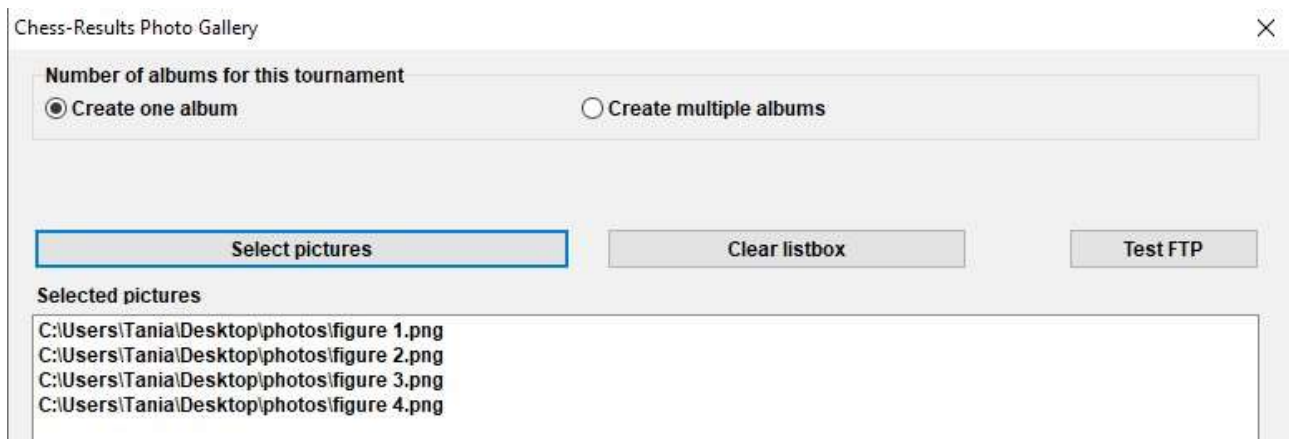 Chess-Results Photo Gallery
Number of albums for this tournament
Create one album Create multiple albums
Select pictures Clear listbox Test FTP
Selected pictures
C:\Users\Tania\Desktop\photos\figure 1.png
C:\Users\Tania\Desktop\photos\figure 2.png
C:\Users\Tania\Desktop\photos\figure 3.png
C:\Users\Tania\Desktop\photos\figure 4.png